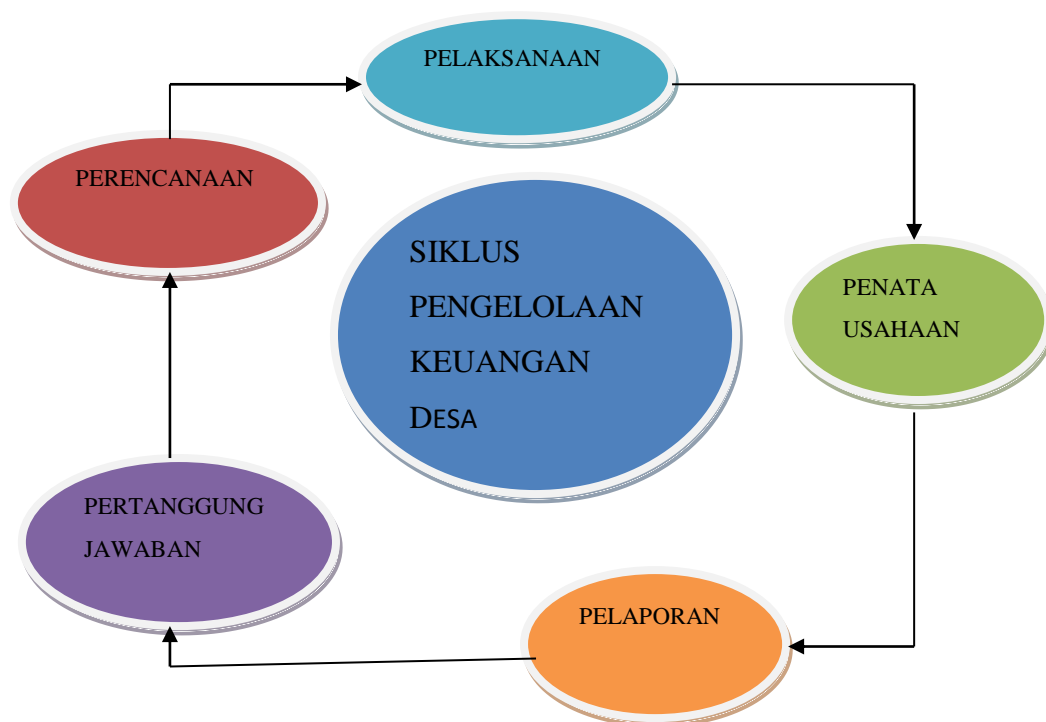 PELAKSANAAN
PERENCANAAN
SIKLUS
PENGELOLAAN
KEUANGAN
DESA
PENATA
USAHAAN
PERTANGGUNG
JAWABAN
PELAPORAN